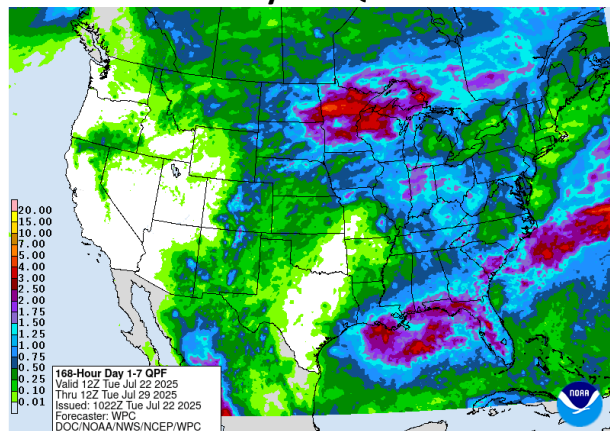 20.00
15.00
10.00
7.00
5.00
4.00
3.00
2.50
2.00
1.75
1.50
1.25
1.00
0.75
0.50
0.25
0.10
0.01
168-Hour Day 1-7 QPF
Valid 12Z Tue Jul 22 2025
Thru 12Z Tue Jul 29 2025
Issued: 1022Z Tue Jul 22 2025
Forecaster: WPC
DOC/NOAA/NWS/NCEP/WPC
NOAA